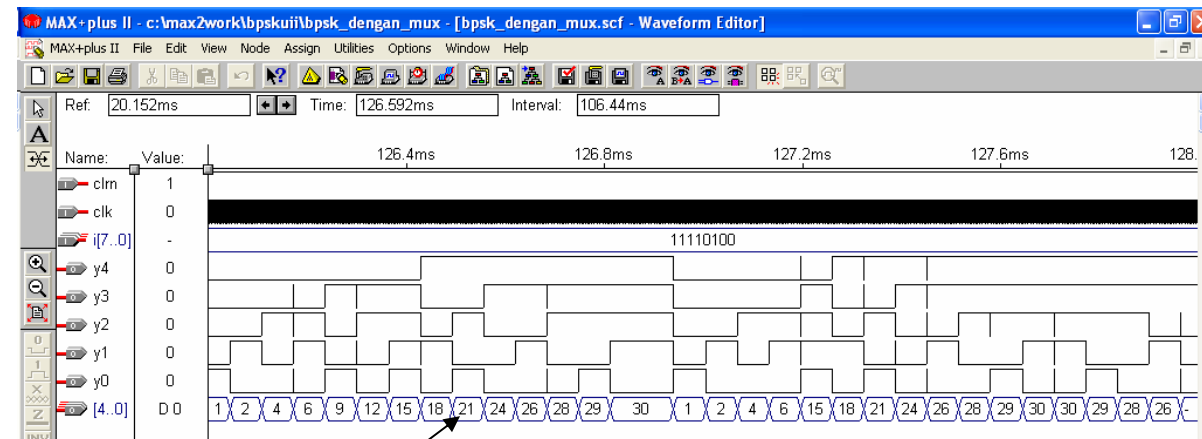 MAX+plus II - c:\max2work\bpskuii\bpsk_dengan_mux - [bpsk_dengan_mux.scf - Waveform Editor]
MAX+plus II File Edit View Node Assign Utilities Options Window Help
Ref: 20.152ms Time: 126.592ms Interval: 106.44ms
Name: Value: 126.4ms 126.8ms 127.2ms 127.6ms 128.
clrn 1
clk 0
i[7..0] - 11110100
y4 0
y3 0
y2 0
y1 0
y0 0
[4..0] D 0 1 2 4 6 9 12 15 18 21 24 26 28 29 30 1 2 4 6 15 18 21 24 26 28 29 30 30 29 28 26 -